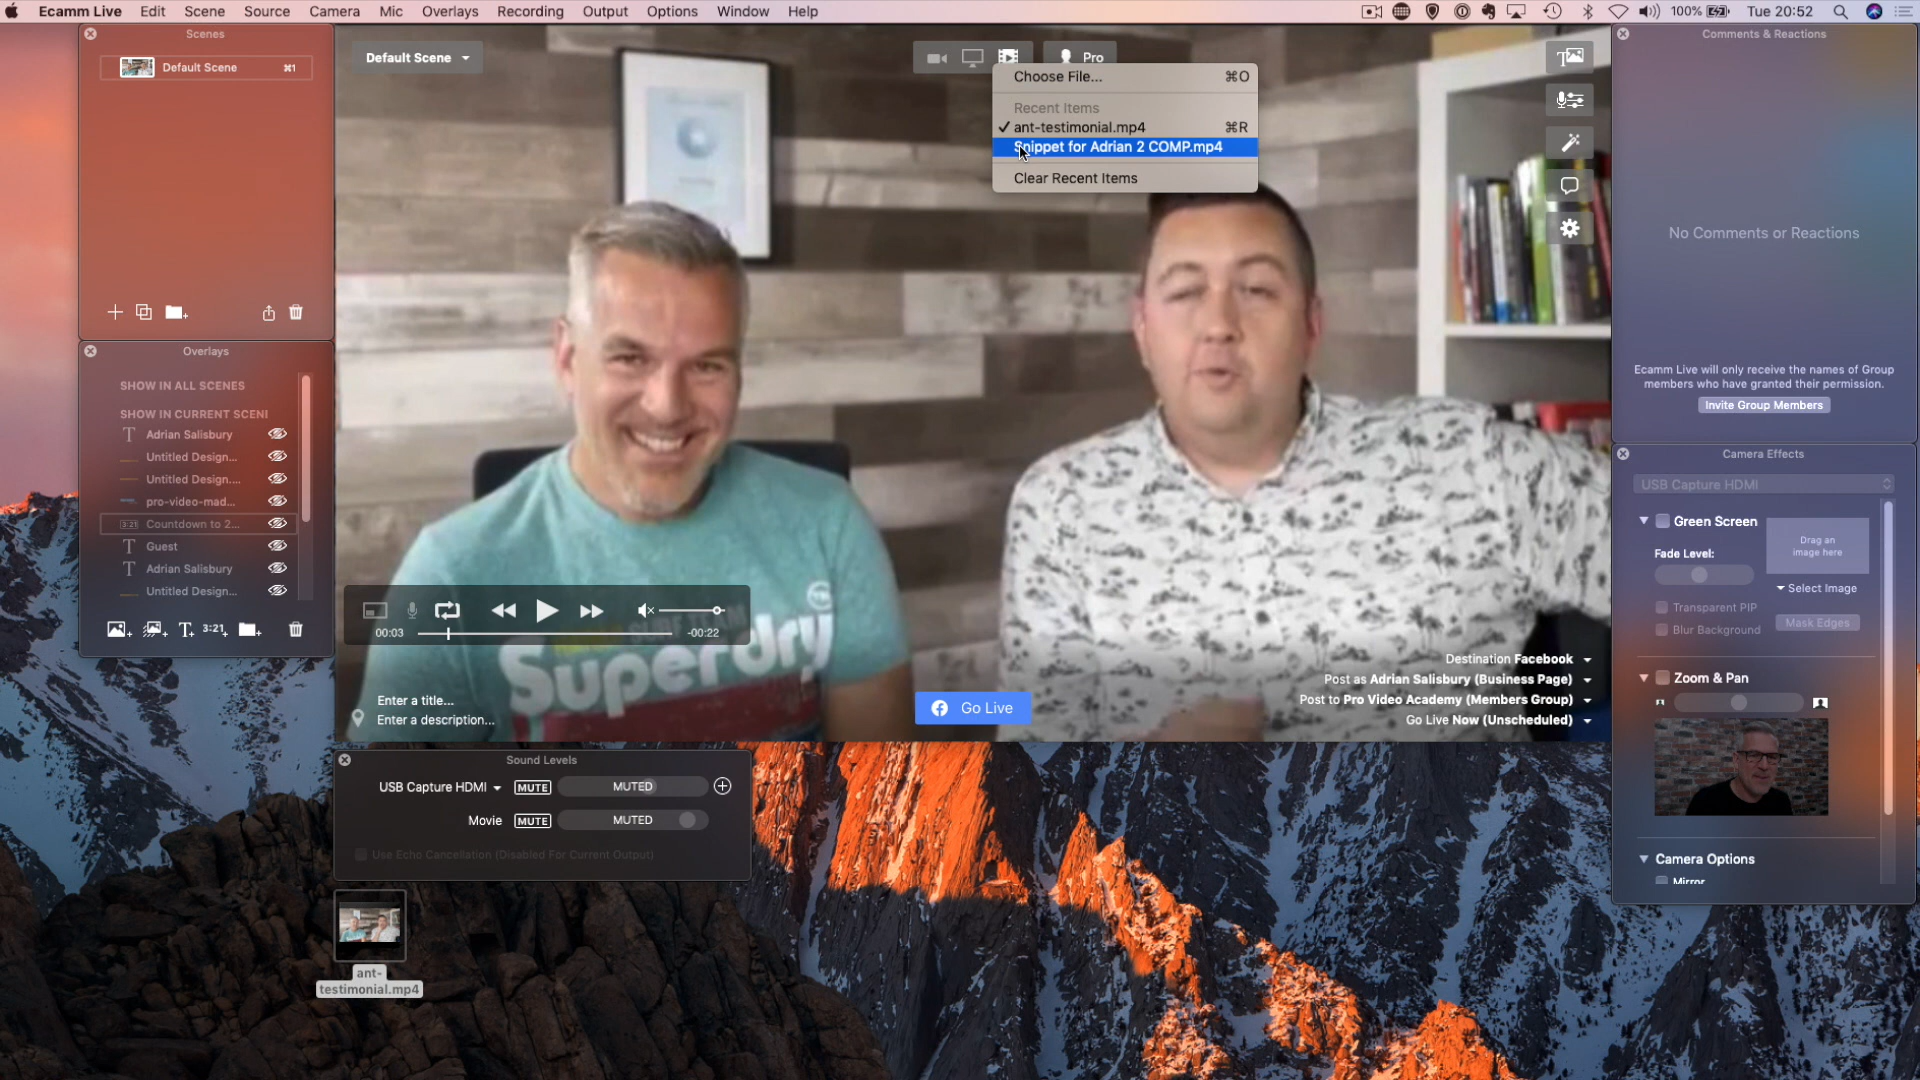 Ecamm Live Edit Scene Source Camera Mic Overlays Recording Output Options Window Help
100% Tue 20:52
Scenes
Default Scene ⌘1
Overlays
SHOW IN ALL SCENES
SHOW IN CURRENT SCENI
Adrian Salisbury
Untitled Design...
Untitled Design....
pro-video-mad...
3:21 Countdown to 2...
Guest
Adrian Salisbury
Untitled Design...
3:21
Default Scene
Pro
Choose File... ⌘O
Recent Items
✓ ant-testimonial.mp4 ⌘R
Snippet for Adrian 2 COMP.mp4
Clear Recent Items
Superdry
00:03 -00:22
Enter a title...
Enter a description...
Go Live
Destination Facebook
Post as Adrian Salisbury (Business Page)
Post to Pro Video Academy (Members Group)
Go Live Now (Unscheduled)
Sound Levels
USB Capture HDMI MUTE MUTED
Movie MUTE MUTED
Use Echo Cancellation (Disabled For Current Output)
ant-
testimonial.mp4
Comments & Reactions
No Comments or Reactions
Ecamm Live will only receive the names of Group
members who have granted their permission.
Invite Group Members
Camera Effects
USB Capture HDMI
Green Screen
Drag an
image here
Fade Level:
Select Image
Transparent PIP
Blur Background
Mask Edges
Zoom & Pan
Camera Options
Mirror